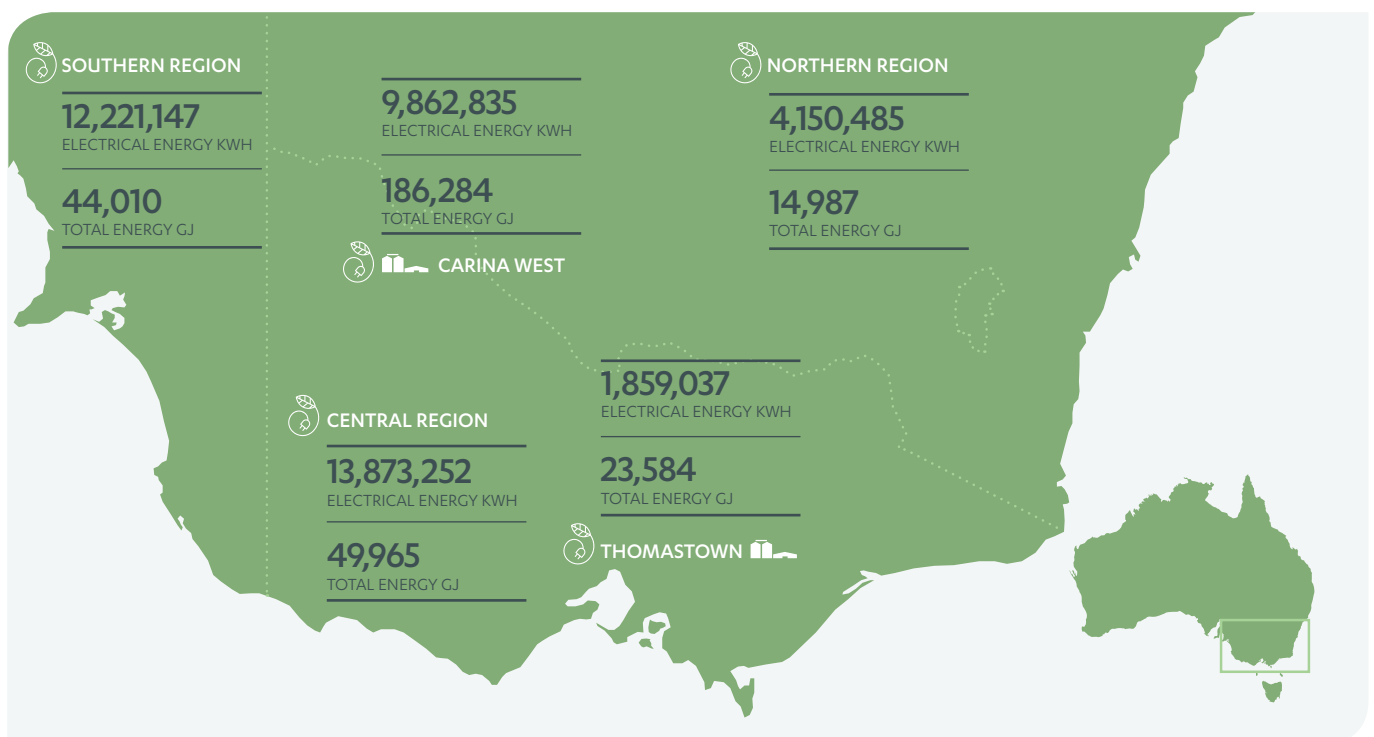 SOUTHERN REGION
12,221,147
ELECTRICAL ENERGY KWH
44,010
TOTAL ENERGY GJ
9,862,835
ELECTRICAL ENERGY KWH
186,284
TOTAL ENERGY GJ
CARINA WEST
NORTHERN REGION
4,150,485
ELECTRICAL ENERGY KWH
14,987
TOTAL ENERGY GJ
CENTRAL REGION
13,873,252
ELECTRICAL ENERGY KWH
49,965
TOTAL ENERGY GJ
1,859,037
ELECTRICAL ENERGY KWH
23,584
TOTAL ENERGY GJ
THOMASTOWN